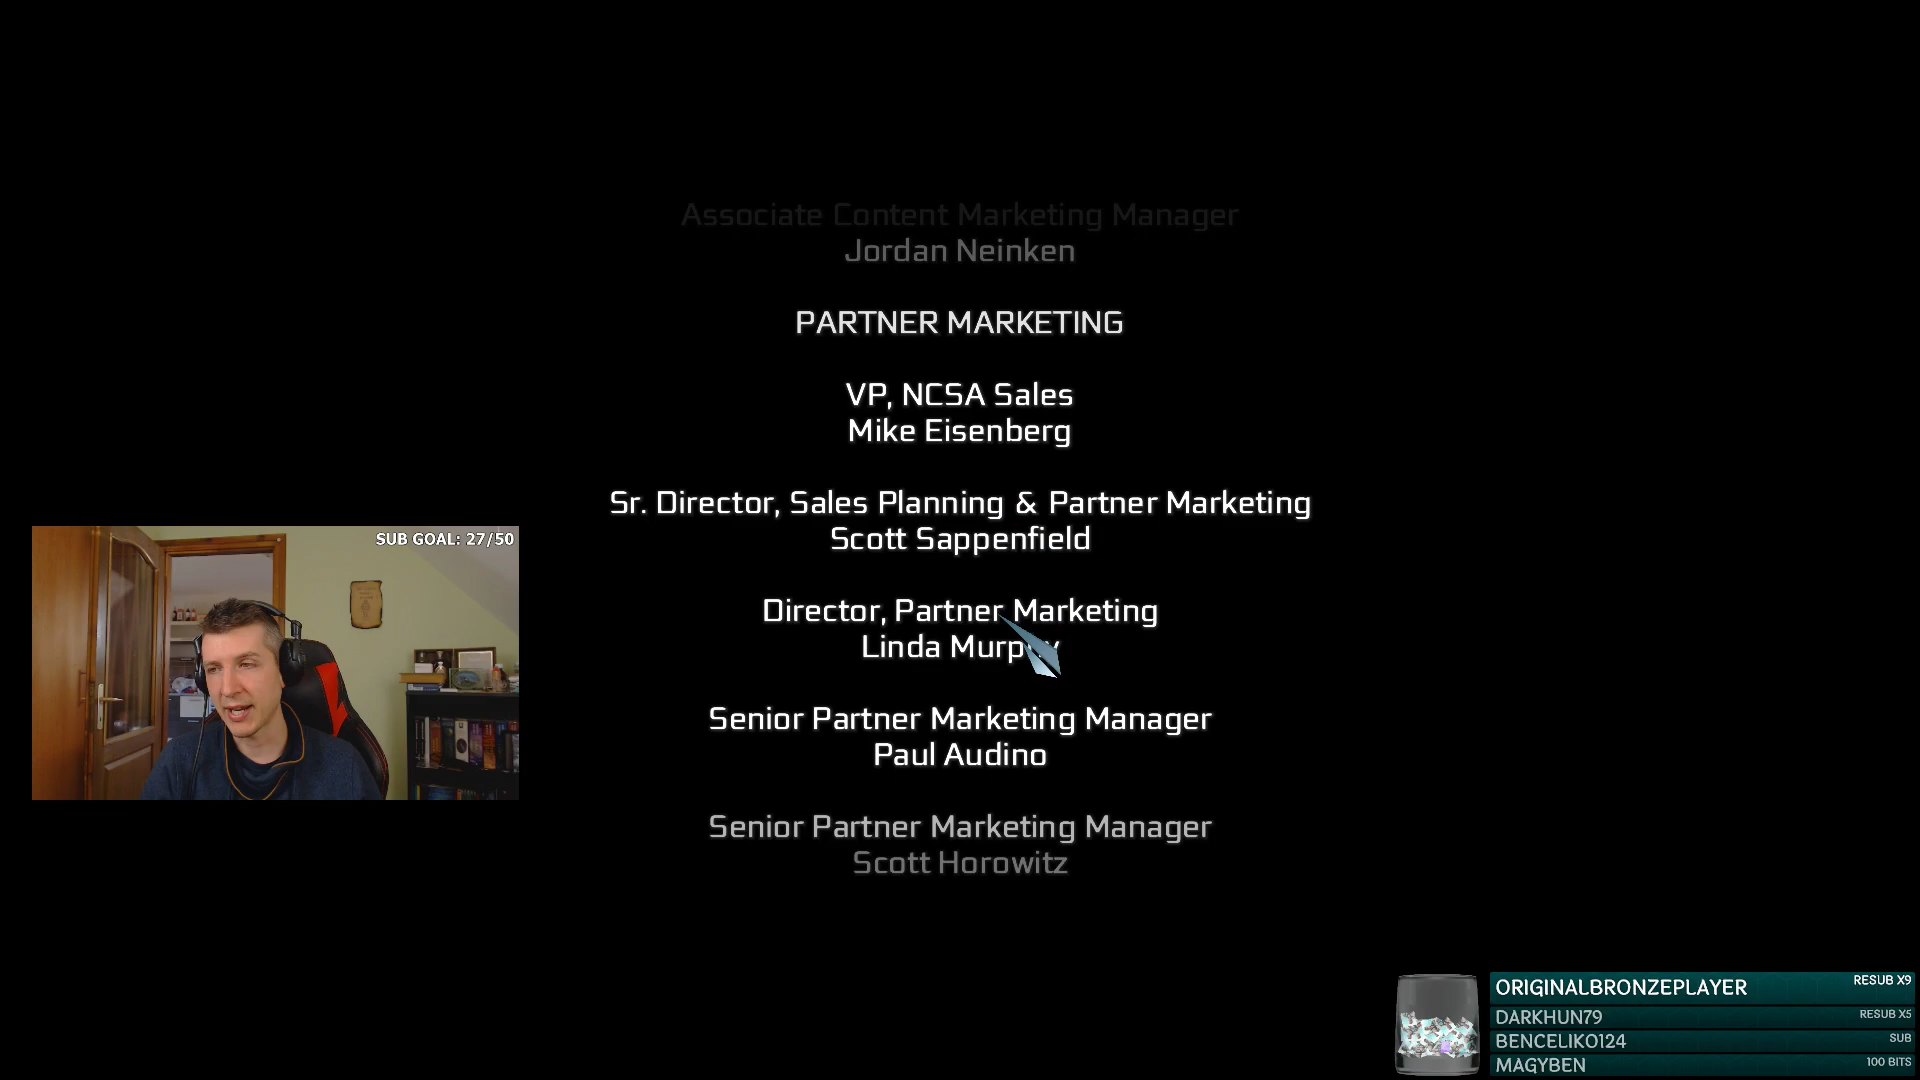 Associate Content Marketing Manager
Jordan Neinken
PARTNER MARKETING
VP, NCSA Sales
Mike Eisenberg
Sr. Director, Sales Planning & Partner Marketing
Scott Sappenfield
Director, Partner Marketing
Linda
Senior Partner Marketing Manager
Paul Audino
Senior Partner Marketing Manager
Scott Horowitz
SUB GOAL: 27/50
ORIGINALBRONZEPLAYER RESUB X9
DARKHUN79 RESUB X5
BENCELIKO124 SUB
MAGYBEN 100 BITS